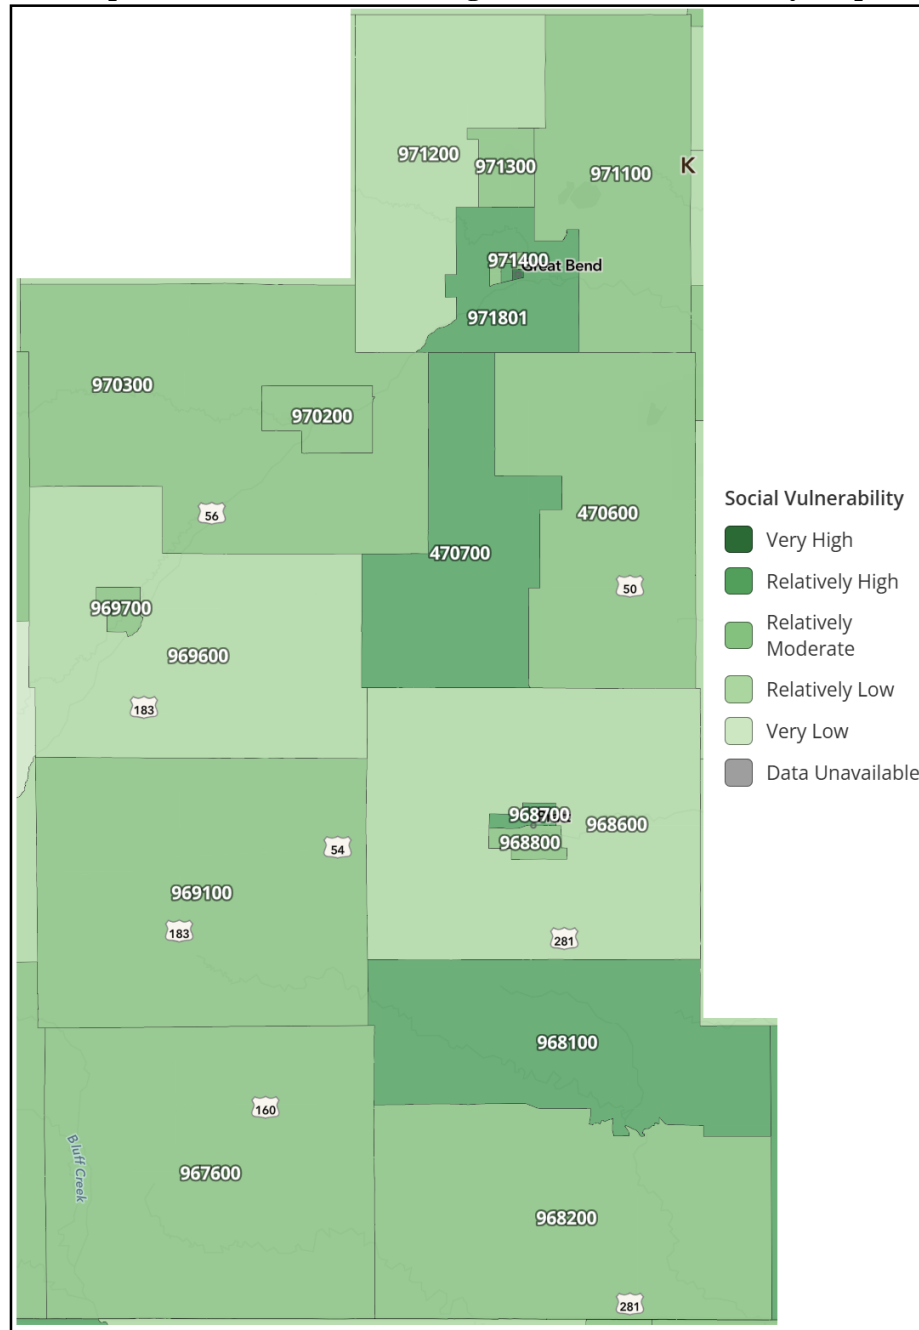 971200
971300
971100
K
971400
Great Bend
971801
970300
970200
56
470600
470700
50
969700
969600
183
968700
968600
968800
54
969100
183
281
968100
160
Bluff Creek
967600
968200
281
Social Vulnerability
Very High
Relatively High
Relatively
Moderate
Relatively Low
Very Low
Data Unavailable